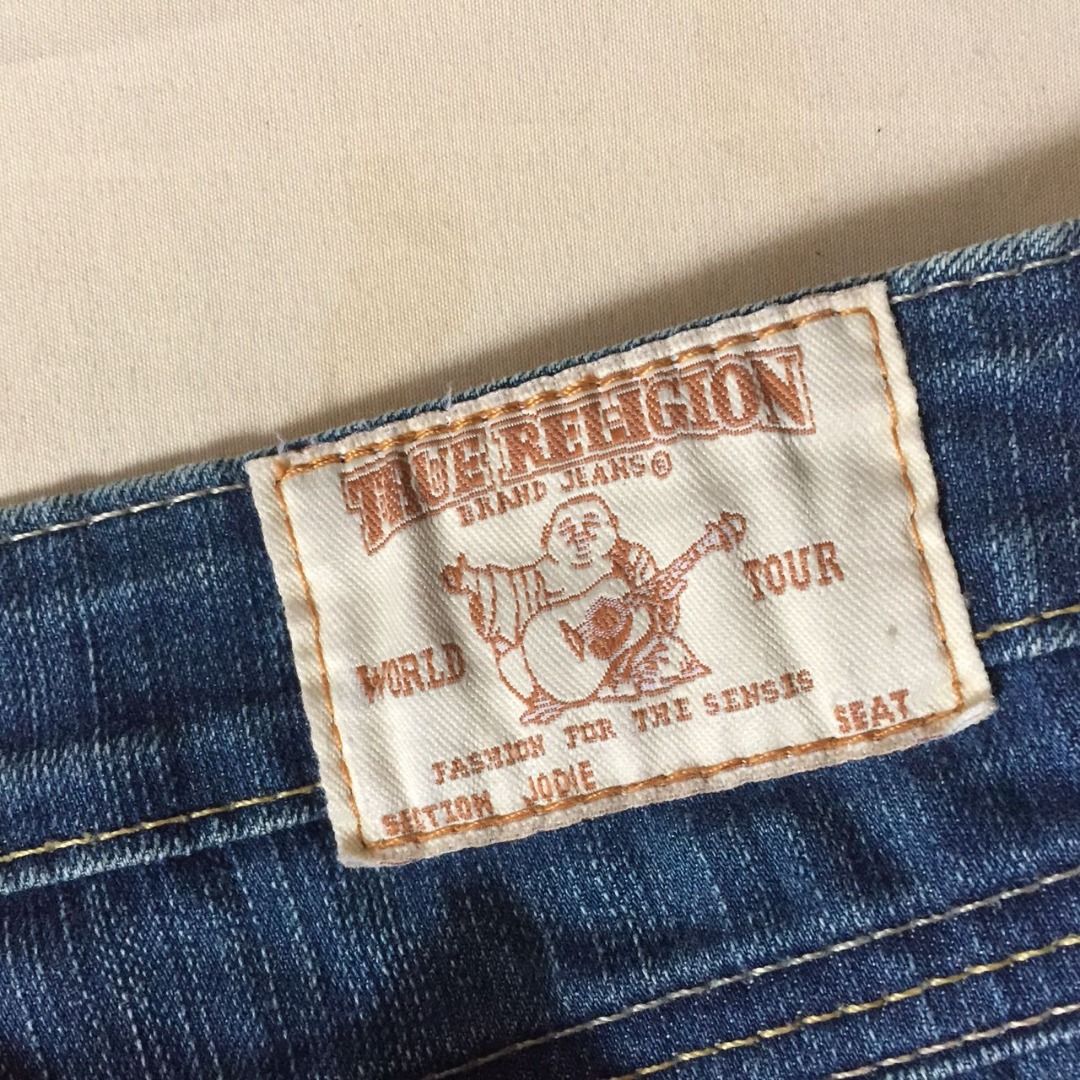 TRUE RELIGION
BRAND JEANS®
WORLD TOUR
FASHION FOR THE SENSES
SECTION JODIE SEAT